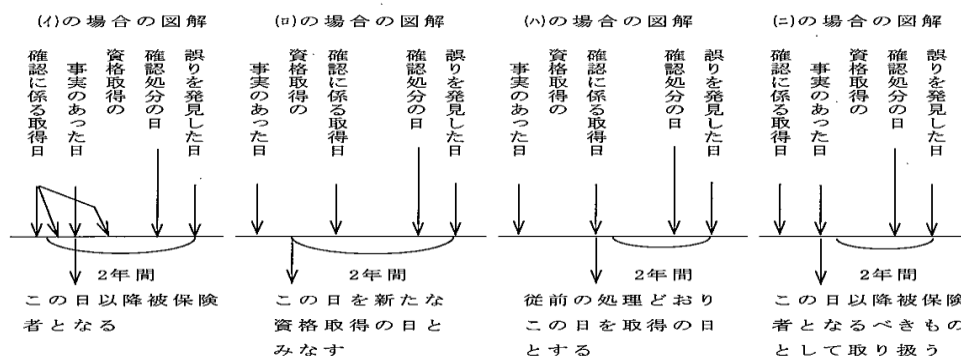 (イ)の場合の図解
確認に係る取得日
事実のあった日
資格取得の
確認処分の日
誤りを発見した日
2年間
この日以降被保険
者となる
(ロ)の場合の図解
事実のあった日
資格取得の
確認に係る取得日
確認処分の日
誤りを発見した日
2年間
この日を新たな
資格取得の日と
みなす
(ハ)の場合の図解
事実のあった日
資格取得の
確認に係る取得日
確認処分の日
誤りを発見した日
2年間
従前の処理どおり
この日を取得の日
とする
(ニ)の場合の図解
確認に係る取得日
事実のあった日
資格取得の
確認処分の日
誤りを発見した日
2年間
この日以降被保険
者となるべきもの
として取り扱う